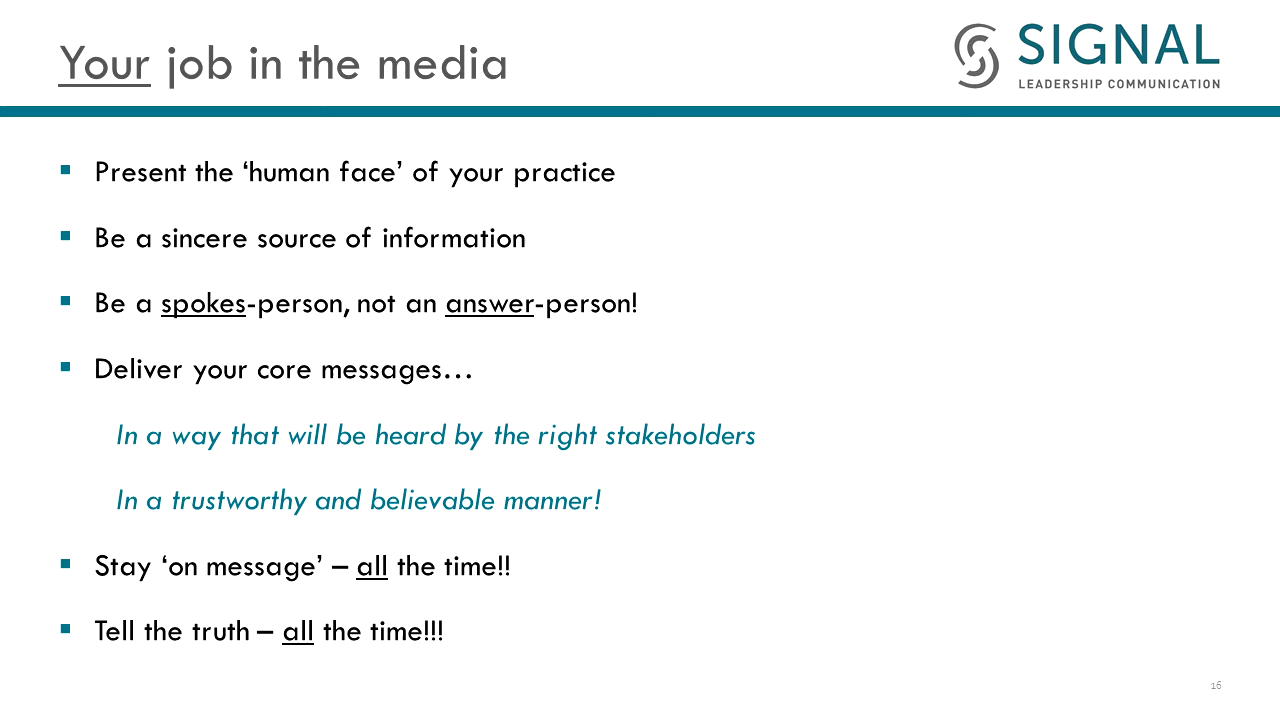 Your job in the media
SIGNAL
LEADERSHIP COMMUNICATION
Present the ‘human face’ of your practice
Be a sincere source of information
Be a spokes-person, not an answer-person!
Deliver your core messages…
In a way that will be heard by the right stakeholders
In a trustworthy and believable manner!
Stay ‘on message’ – all the time!!
Tell the truth – all the time!!!
16